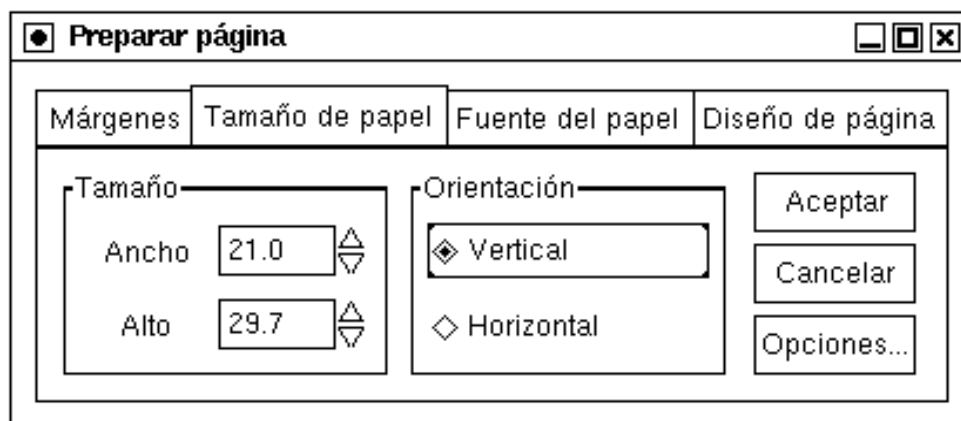 Preparar página
Márgenes Tamaño de papel Fuente del papel Diseño de página
Tamaño
Ancho 21.0
Alto 29.7
Orientación
Vertical
Horizontal
Aceptar
Cancelar
Opciones...